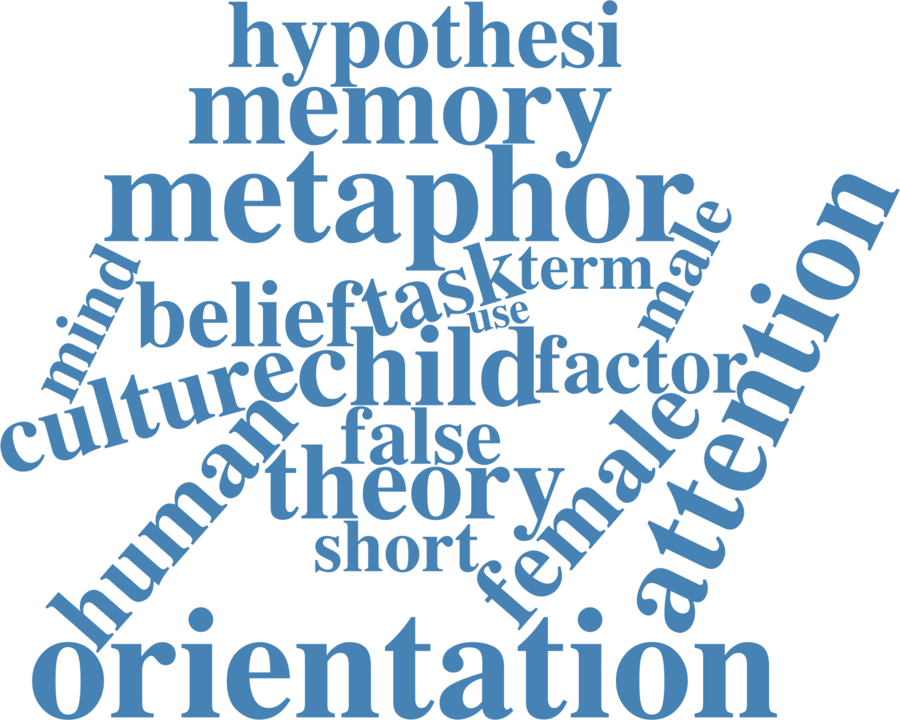 hypothesi
memory
metaphor
male
mind
belief
task
term
use
attention
culture
child
factor
human
false
female
theory
short
orientation